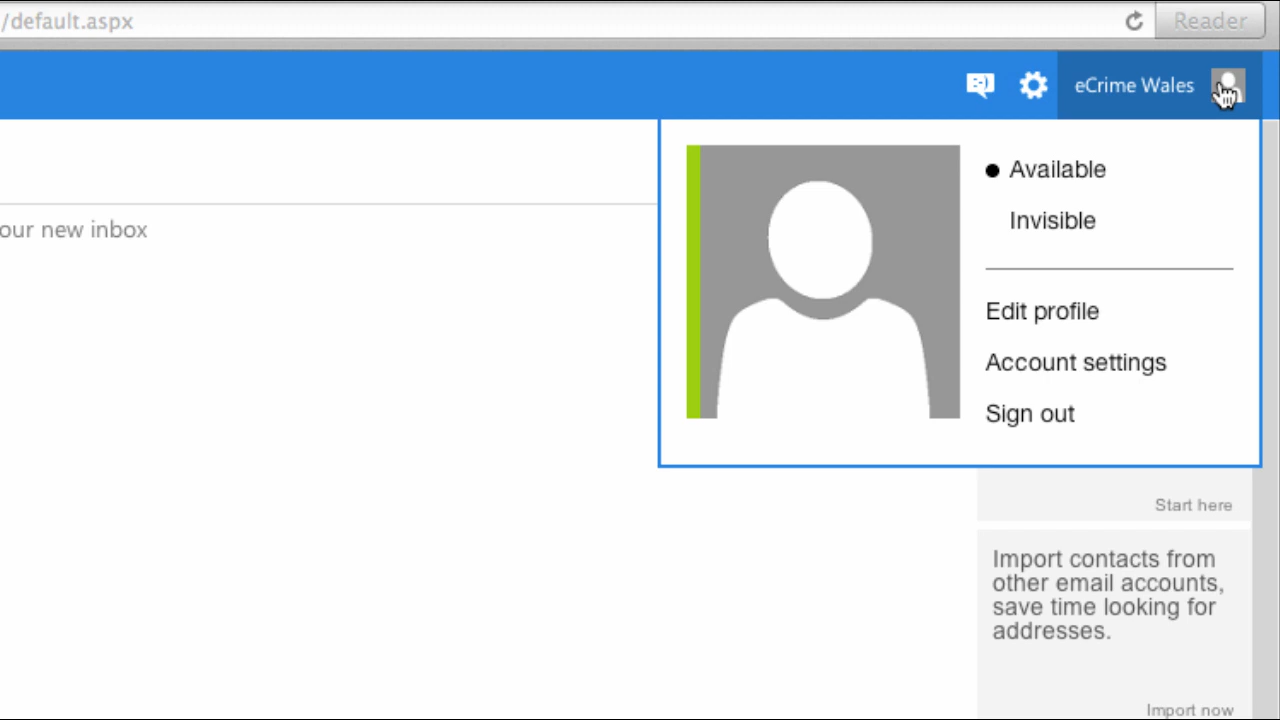 /default.aspx
Reader
eCrime Wales
Available
Invisible
our new inbox
Edit profile
Account settings
Sign out
Start here
Import contacts from
other email accounts,
save time looking for
addresses.
Import now